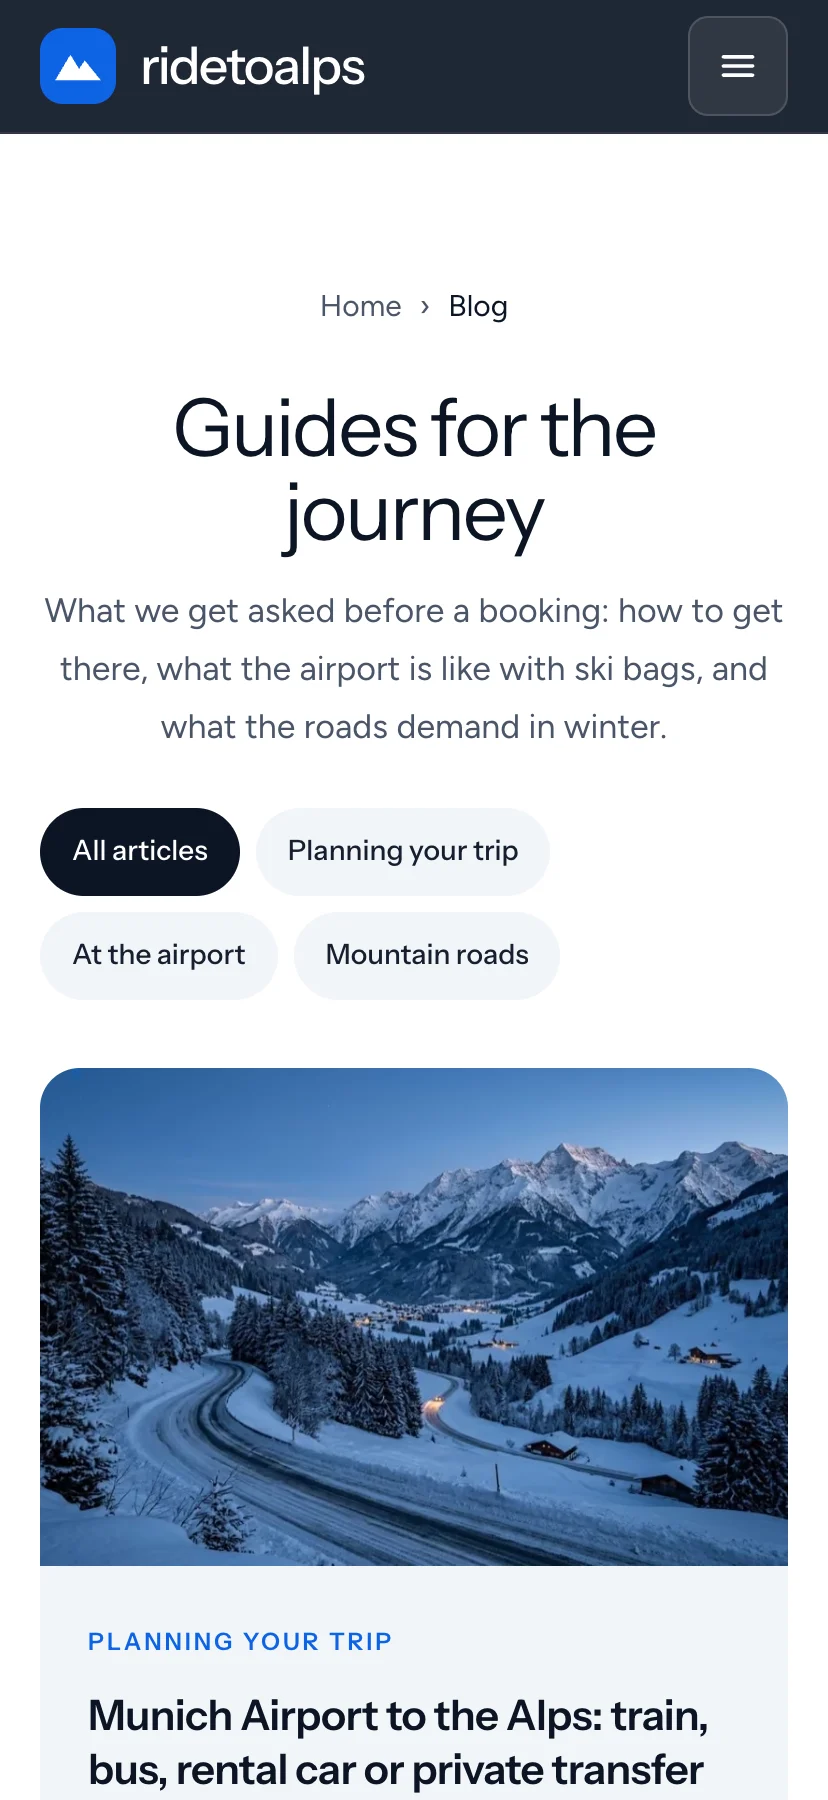 ridetoalps
Home › Blog
Guides for the
journey
What we get asked before a booking: how to get
there, what the airport is like with ski bags, and
what the roads demand in winter.
All articles
Planning your trip
At the airport
Mountain roads
PLANNING YOUR TRIP
Munich Airport to the Alps: train,
bus, rental car or private transfer